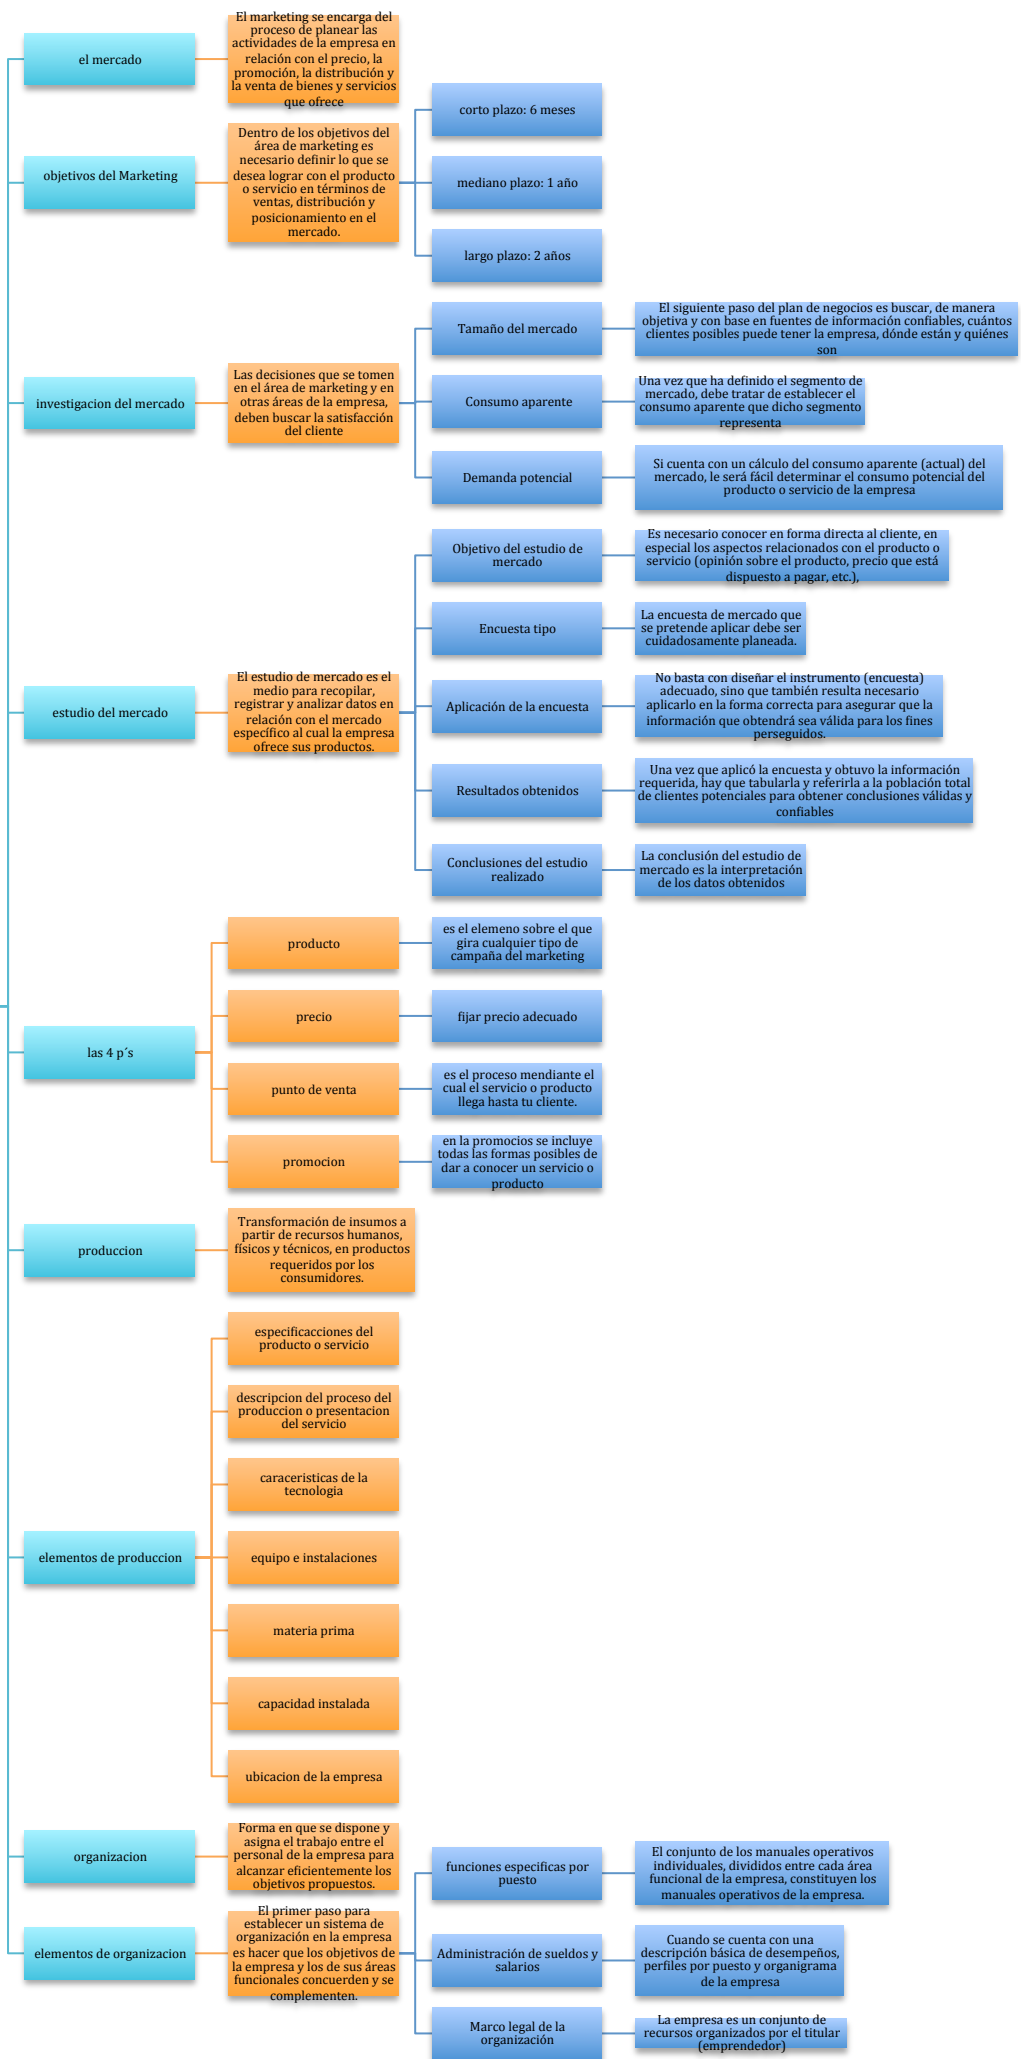 el mercado
El marketing se encarga del
proceso de planear las
actividades de la empresa en
relación con el precio, la
promoción, la distribución y
la venta de bienes y servicios
que ofrece
objetivos del Marketing
Dentro de los objetivos del
área de marketing es
necesario definir lo que se
desea lograr con el producto
o servicio en términos de
ventas, distribución y
posicionamiento en el
mercado.
corto plazo: 6 meses
mediano plazo: 1 año
largo plazo: 2 años
investigacion del mercado
Las decisiones que se tomen
en el área de marketing y en
otras áreas de la empresa,
deben buscar la satisfacción
del cliente
Tamaño del mercado
El siguiente paso del plan de negocios es buscar, de manera
objetiva y con base en fuentes de información confiables, cuántos
clientes posibles puede tener la empresa, dónde están y quiénes
son
Consumo aparente
Una vez que ha definido el segmento de
mercado, debe tratar de establecer el
consumo aparente que dicho segmento
representa
Demanda potencial
Si cuenta con un cálculo del consumo aparente (actual) del
mercado, le será fácil determinar el consumo potencial del
producto o servicio de la empresa
estudio del mercado
El estudio de mercado es el
medio para recopilar,
registrar y analizar datos en
relación con el mercado
específico al cual la empresa
ofrece sus productos.
Objetivo del estudio de
mercado
Es necesario conocer en forma directa al cliente, en
especial los aspectos relacionados con el producto o
servicio (opinión sobre el producto, precio que está
dispuesto a pagar, etc.),
Encuesta tipo
La encuesta de mercado que
se pretende aplicar debe ser
cuidadosamente planeada.
Aplicación de la encuesta
No basta con diseñar el instrumento (encuesta)
adecuado, sino que también resulta necesario
aplicarlo en la forma correcta para asegurar que la
información que obtendrá sea válida para los fines
perseguidos.
Resultados obtenidos
Una vez que aplicó la encuesta y obtuvo la información
requerida, hay que tabularla y referirla a la población total
de clientes potenciales para obtener conclusiones válidas y
confiables
Conclusiones del estudio
realizado
La conclusión del estudio de
mercado es la interpretación
de los datos obtenidos
las 4 p´s
producto
es el elemeno sobre el que
gira cualquier tipo de
campaña del marketing
precio
fijar precio adecuado
punto de venta
es el proceso mendiante el
cual el servicio o producto
llega hasta tu cliente.
promocion
en la promocios se incluye
todas las formas posibles de
dar a conocer un servicio o
producto
produccion
Transformación de insumos a
partir de recursos humanos,
físicos y técnicos, en productos
requeridos por los
consumidores.
elementos de produccion
especificacciones del
producto o servicio
descripcion del proceso del
produccion o presentacion
del servicio
caraceristicas de la
tecnologia
equipo e instalaciones
materia prima
capacidad instalada
ubicacion de la empresa
organizacion
Forma en que se dispone y
asigna el trabajo entre el
personal de la empresa para
alcanzar eficientemente los
objetivos propuestos.
elementos de organizacion
El primer paso para
establecer un sistema de
organización en la empresa
es hacer que los objetivos de
la empresa y los de sus áreas
funcionales concuerden y se
complementen.
funciones especificas por
puesto
El conjunto de los manuales operativos
individuales, divididos entre cada área
funcional de la empresa, constituyen los
manuales operativos de la empresa.
Administración de sueldos y
salarios
Cuando se cuenta con una
descripción básica de desempeños,
perfiles por puesto y organigrama
de la empresa
Marco legal de la
organización
La empresa es un conjunto de
recursos organizados por el titular
(emprendedor)